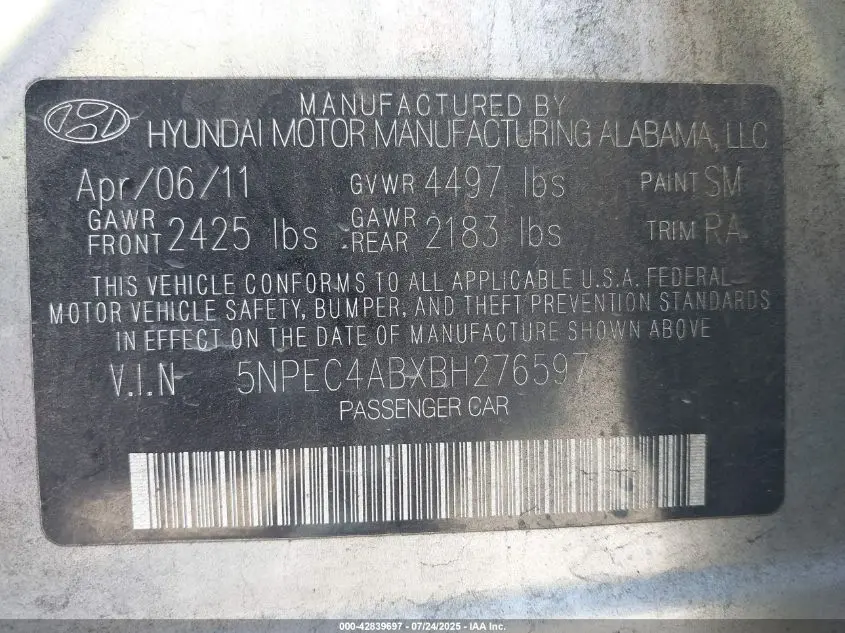 MANUFACTURED BY
HYUNDAI MOTOR MANUFACTURING ALABAMA, LLC
Apr/06/11 GVWR 4497 lbs PAINT SM
GAWR FRONT 2425 lbs GAWR REAR 2183 lbs TRIM RA
THIS VEHICLE CONFORMS TO ALL APPLICABLE U.S.A. FEDERAL
MOTOR VEHICLE SAFETY, BUMPER, AND THEFT PREVENTION STANDARDS
IN EFFECT ON THE DATE OF MANUFACTURE SHOWN ABOVE
V.I.N 5NPEC4ABXBH276597
PASSENGER CAR
000-42839697 - 07/24/2025 - IAA Inc.